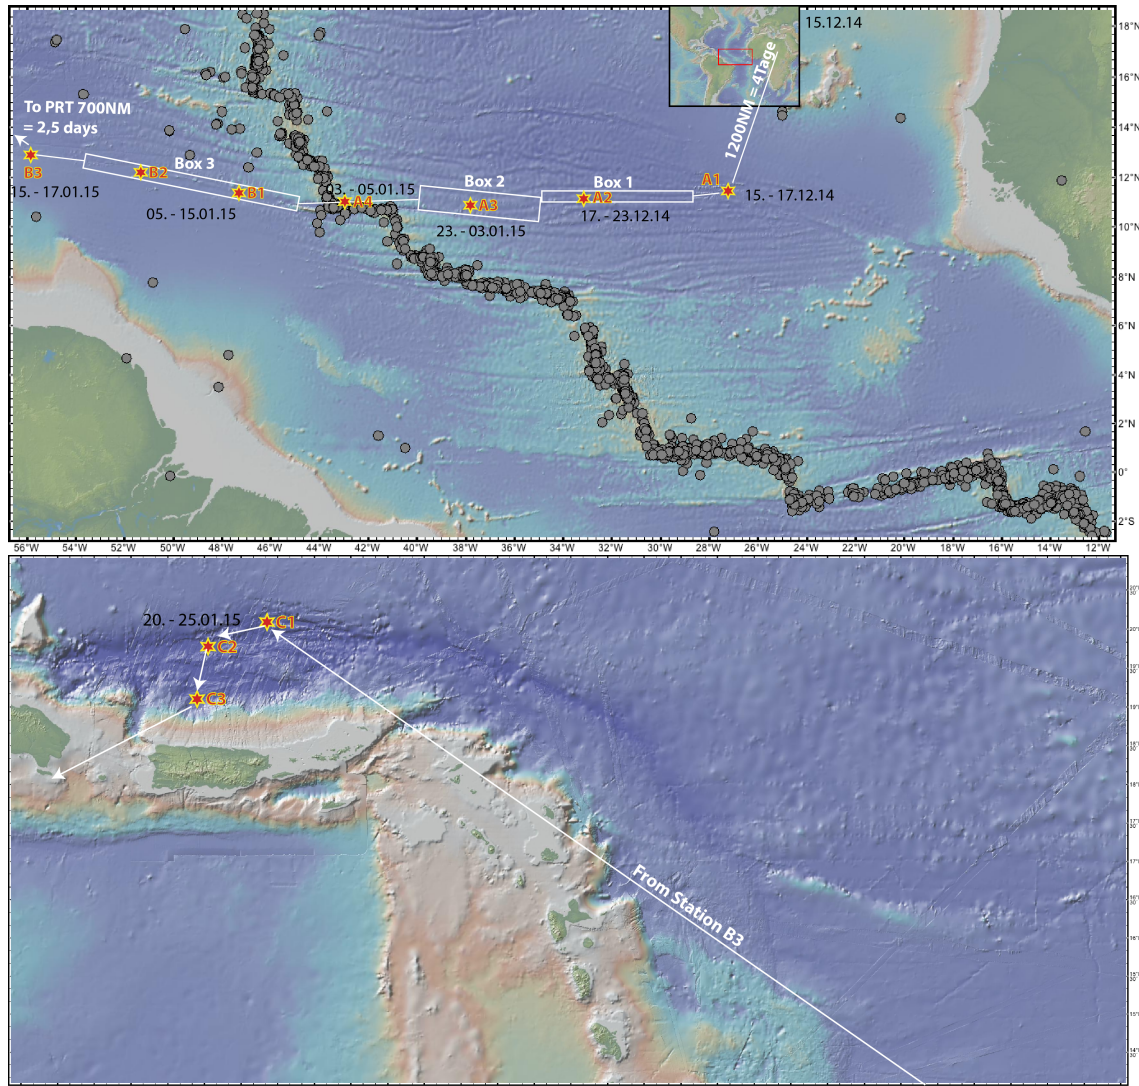 15.12.14
18°N
1200NM = 4Tage
16°N
To PRT 700NM
= 2,5 days
14°N
Box 3
B3
B2
B1
15. - 17.01.15
05. - 15.01.15
03. - 05.01.15
A4
Box 2
A3
23. - 03.01.15
Box 1
A2
17. - 23.12.14
A1
15. - 17.12.14
12°N
10°N
8°N
6°N
4°N
2°N
0°
2°S
56°W 54°W 52°W 50°W 48°W 46°W 44°W 42°W 40°W 38°W 36°W 34°W 32°W 30°W 28°W 26°W 24°W 22°W 20°W 18°W 16°W 14°W 12°W
20. - 25.01.15
C1
C2
C3
From Station B3